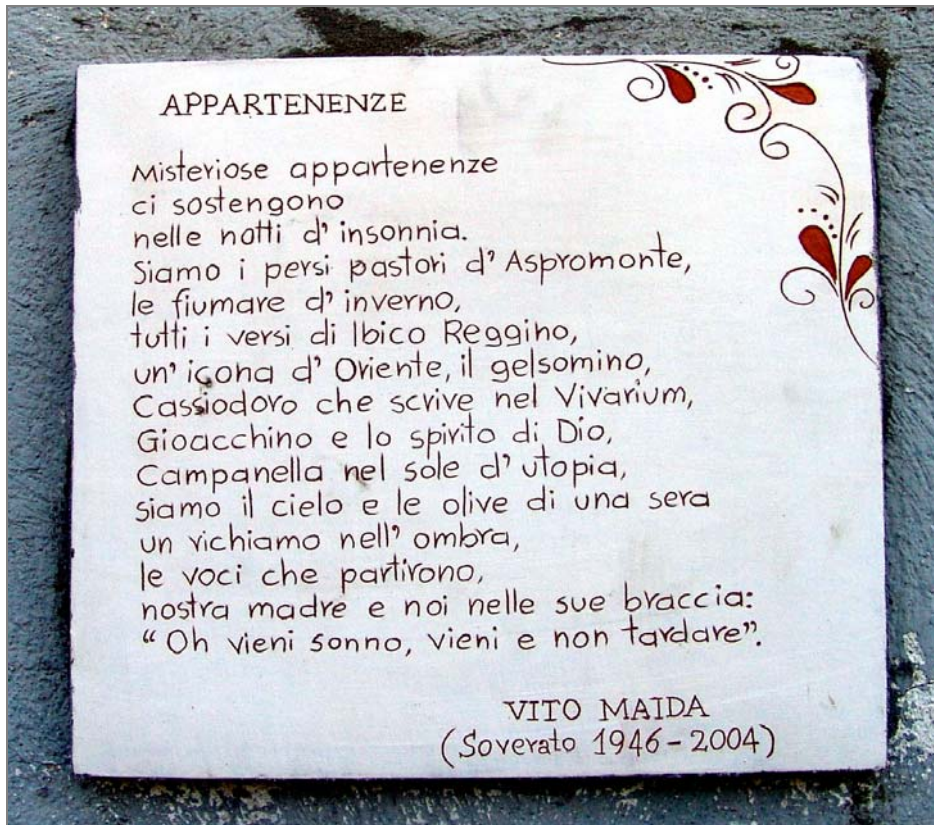 APPARTENENZE
Misteriose appartenenze
ci sostengono
nelle notti d'insonnia.
Siamo i persi pastori d'Aspromonte,
le fiumare d'inverno,
tutti i versi di Ibico Reggino,
un'icona d'Oriente, il gelsomino,
Cassiodoro che scrive nel Vivarium,
Gioacchino e lo spirito di Dio,
Campanella nel sole d'utopia,
siamo il cielo e le olive di una sera
un richiamo nell'ombra,
le voci che partirono,
nostra madre e noi nelle sue braccia:
“Oh vieni sonno, vieni e non tardare”.
VITO MAIDA
(Soverato 1946-2004)